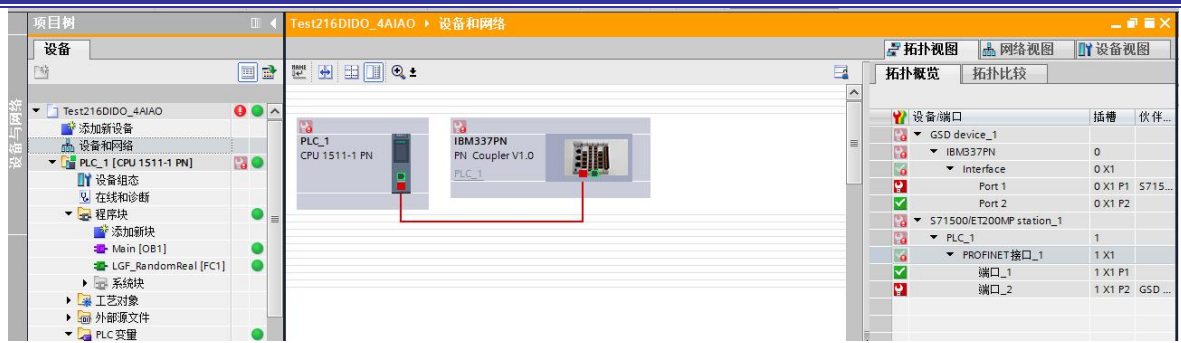 项目树
Test216DIDO_4AIAO ▸ 设备和网络
设备
拓扑视图
网络视图
设备视图
设备与网络
Test216DIDO_4AIAO
添加新设备
设备和网络
PLC_1 [CPU 1511-1 PN]
设备组态
在线和诊断
程序块
添加新块
Main [OB1]
LGF_RandomReal [FC1]
系统块
工艺对象
外部源文件
PLC 变量
PLC_1
CPU 1511-1 PN
IBM337PN
PN Coupler V1.0
PLC_1
拓扑概览
拓扑比较
设备/端口 插槽 伙伴...
GSD device_1
IBM337PN 0
Interface 0 X1
Port 1 0 X1 P1 S715...
Port 2 0 X1 P2
S71500/ET200MP station_1
PLC_1 1
PROFINET接口_1 1 X1
端口_1 1 X1 P1
端口_2 1 X1 P2 GSD ...